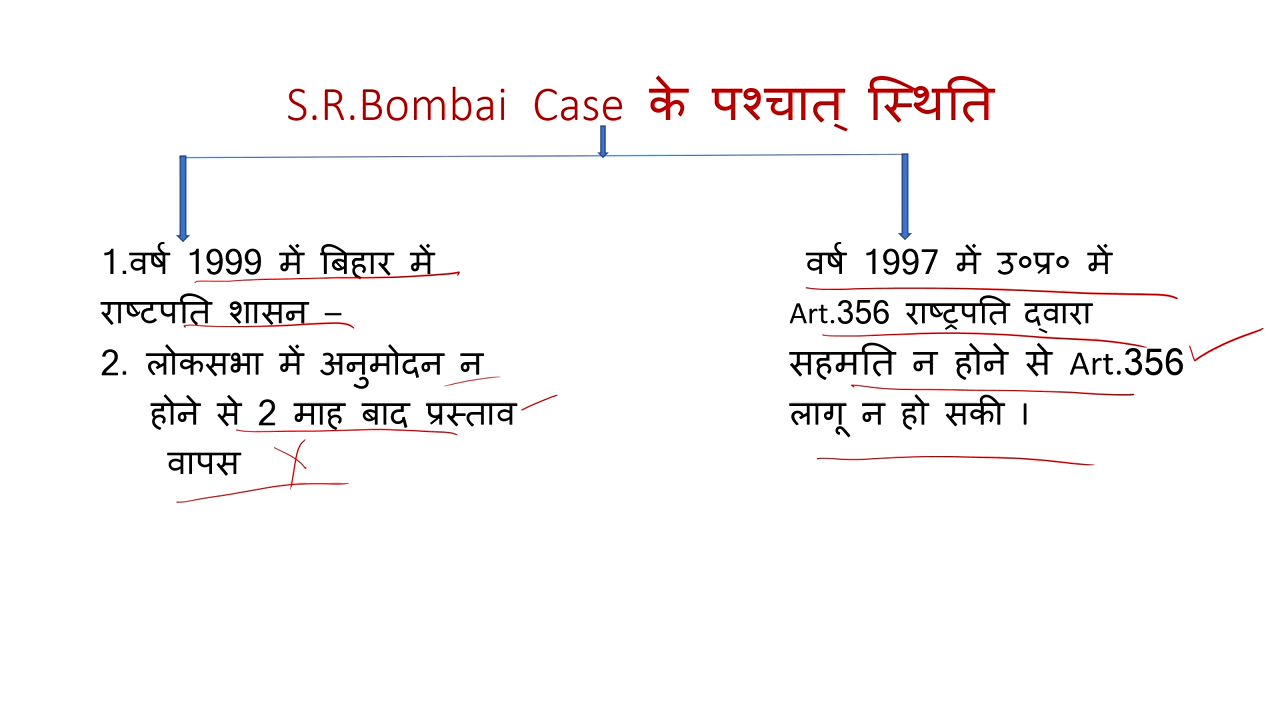 S.R.Bombai Case के पश्चात् स्थिति
1.वर्ष 1999 में बिहार में
राष्टपति शासन –
2. लोकसभा में अनुमोदन न
होने से 2 माह बाद प्रस्ताव
वापस
वर्ष 1997 में उ०प्र० में
Art.356 राष्ट्रपति द्वारा
सहमति न होने से Art.356
लागू न हो सकी ।